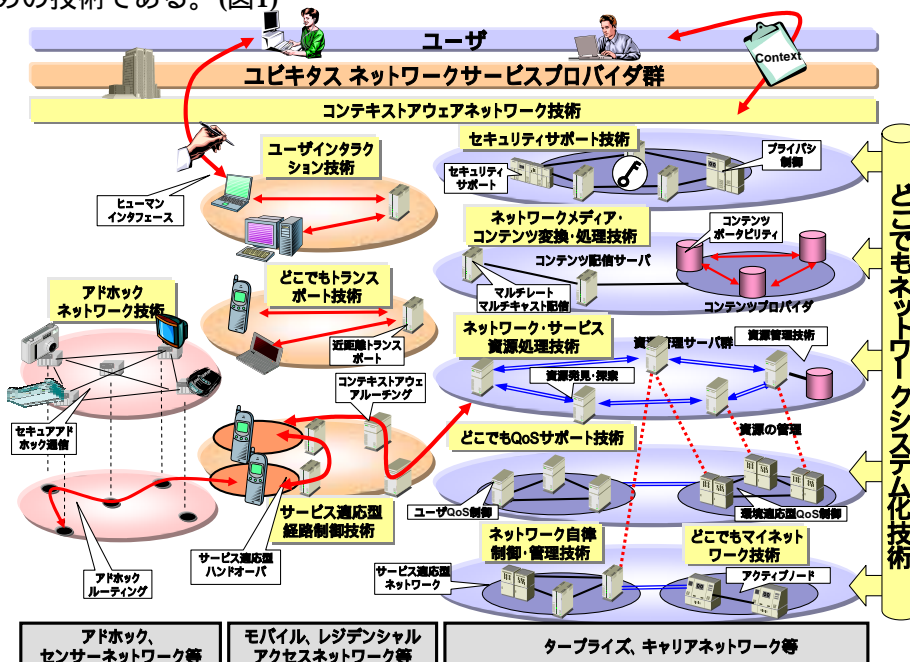 めの技術である。(図1)
ユーザ
Context
ユビキタス ネットワークサービスプロバイダ群
コンテキストアウェアネットワーク技術
ユーザインタラク
ション技術
ヒューマン
インタフェース
セキュリティサポート技術
セキュリティ
サポート
プライバシ
制御
ネットワークメディア・
コンテンツ変換・処理技術
コンテンツ
ポータビリティ
コンテンツ配信サーバ
マルチレート
マルチキャスト配信
コンテンツプロバイダ
どこでもトランス
ポート技術
近距離トランス
ポート
アドホック
ネットワーク技術
セキュアアド
ホック通信
アドホック
ルーティング
ネットワーク・サービス
資源処理技術
資源管理サーバ群
資源管理技術
資源発見・探索
資源の管理
コンテキストアウェ
アルーチング
サービス適応型
経路制御技術
サービス適応型
ハンドオーバ
どこでもQoSサポート技術
ユーザQoS制御
環境適応型QoS制御
ネットワーク自律
制御・管理技術
サービス適応型
ネットワーク
どこでもマイネット
ワーク技術
アクティブノード
どこでもネットワークシステム化技術
アドホック、
センサーネットワーク等
モバイル、レジデンシャル
アクセスネットワーク等
タープライズ、キャリアネットワーク等